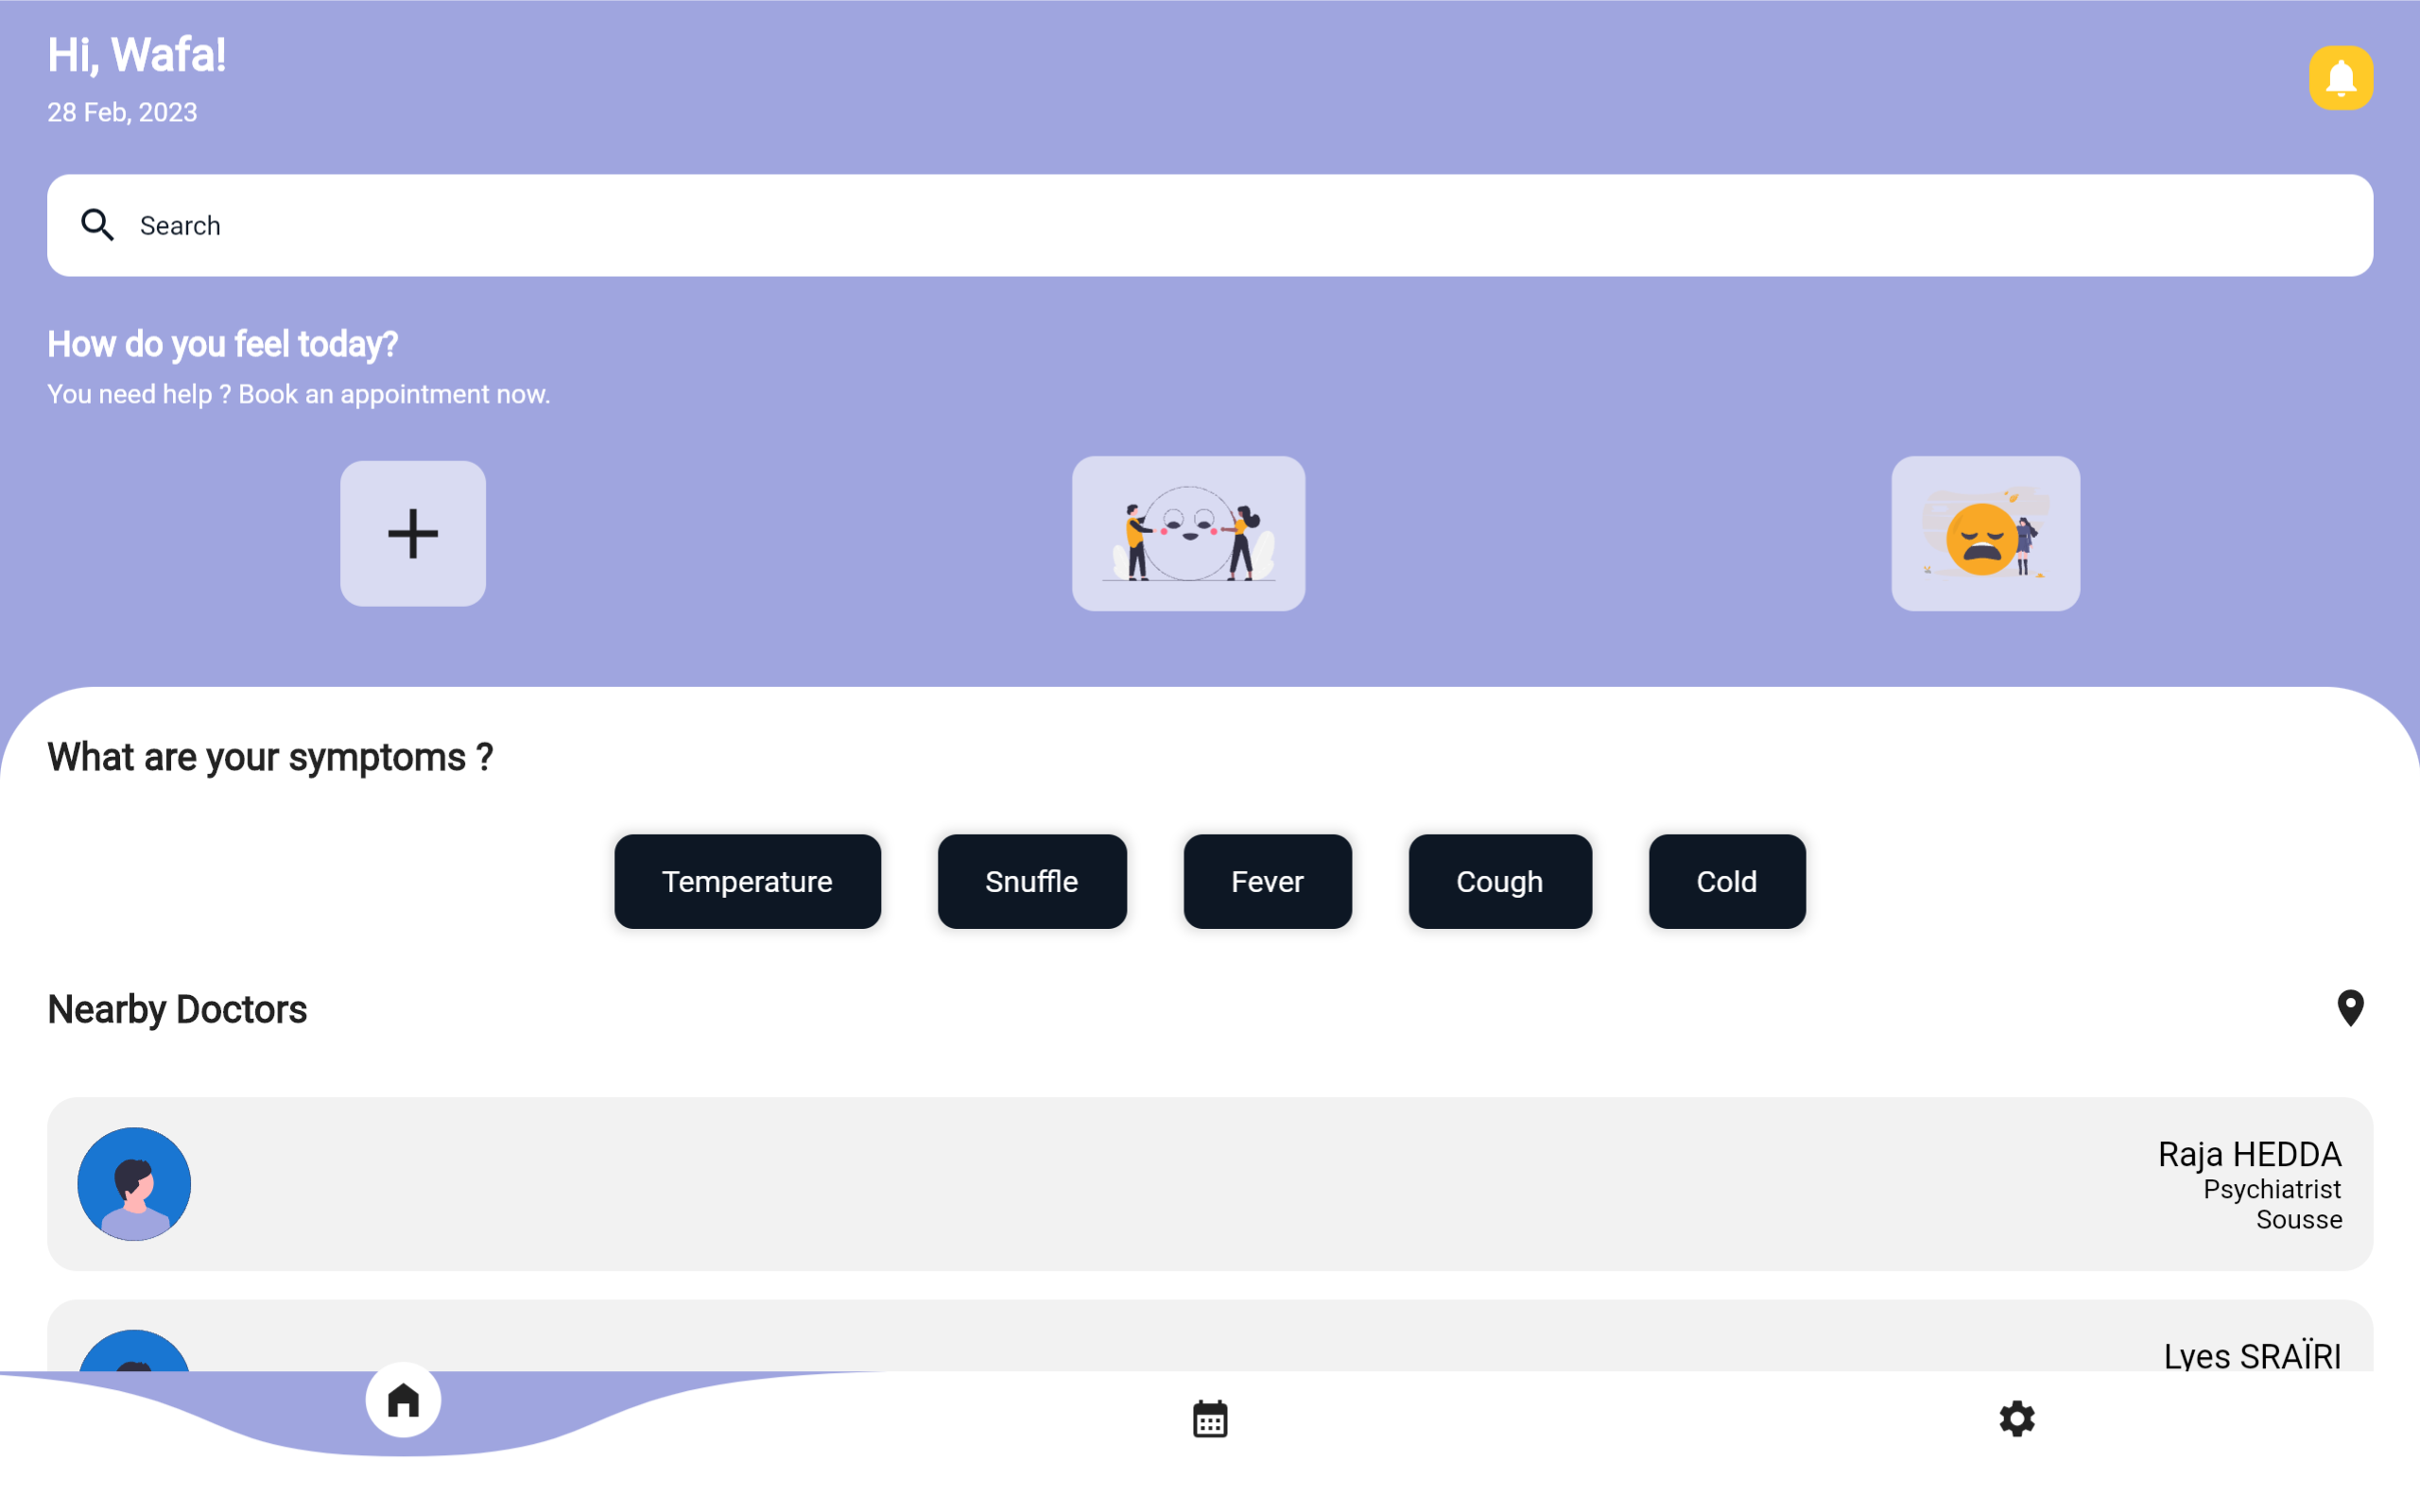 Hi, Wafa!
28 Feb, 2023
Search
How do you feel today?
You need help ? Book an appointment now.
What are your symptoms ?
Temperature
Snuffle
Fever
Cough
Cold
Nearby Doctors
Raja HEDDA
Psychiatrist
Sousse
Lyes SRAÏRI